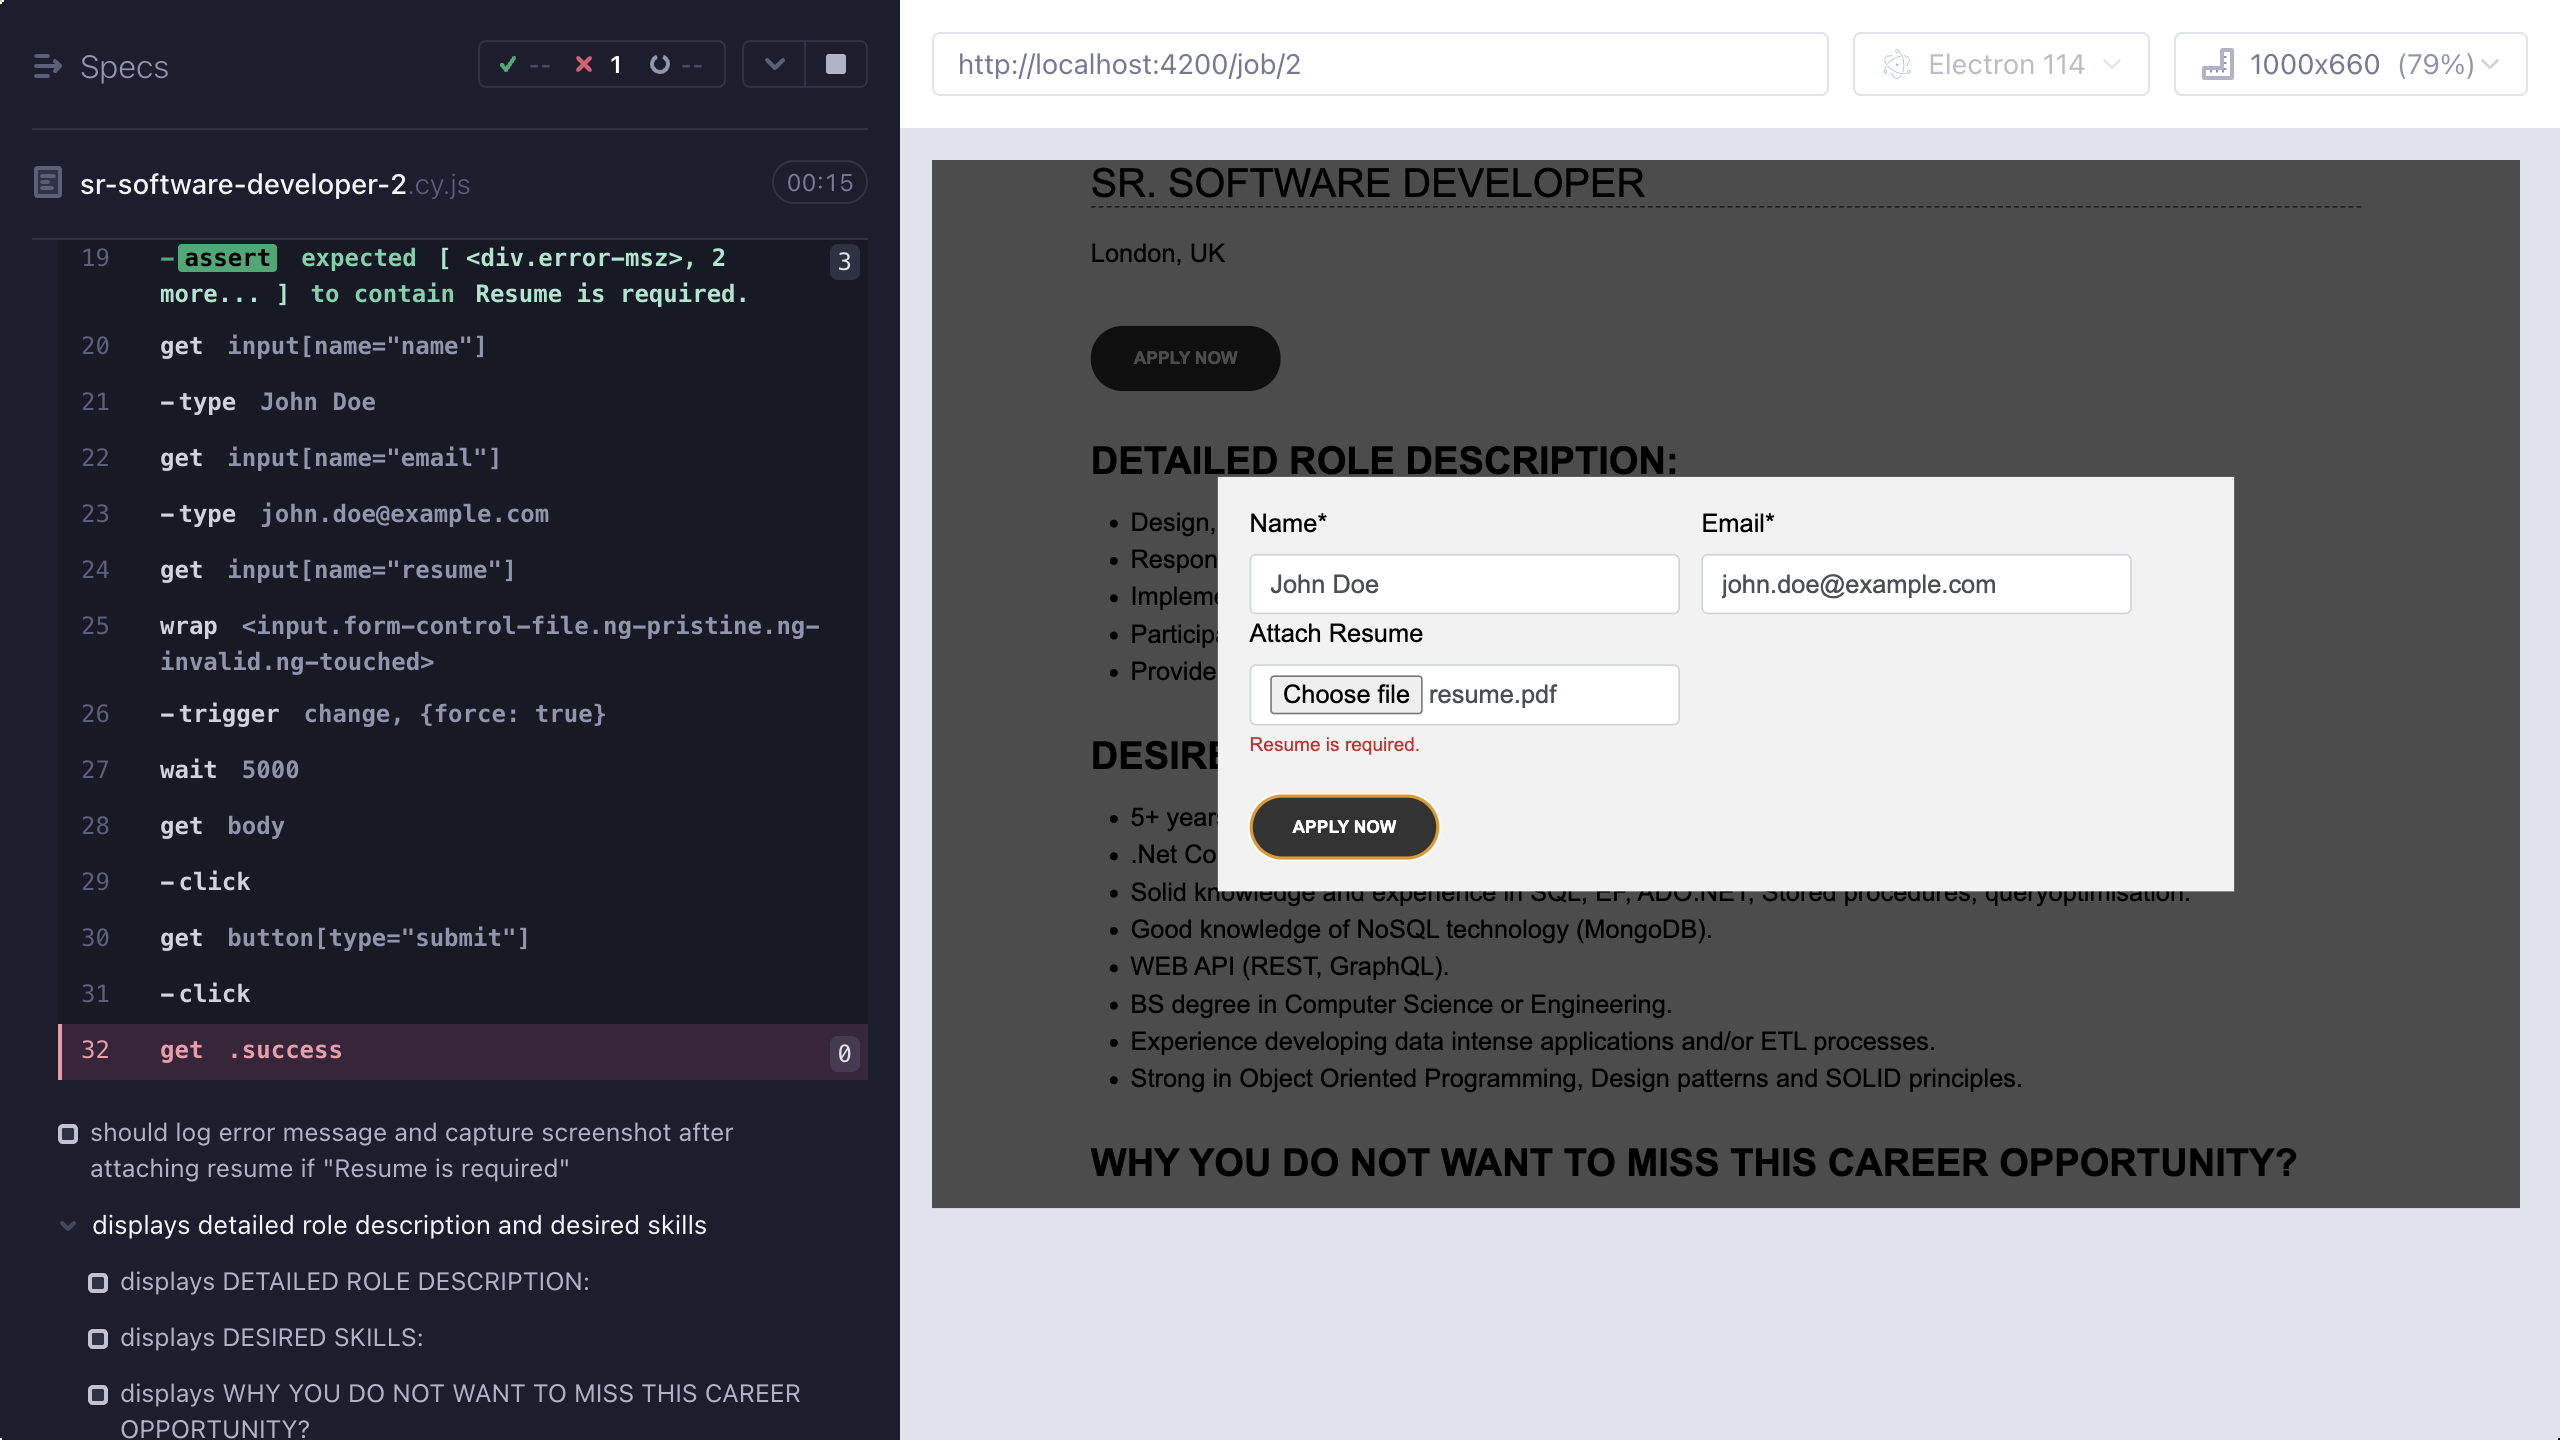 Specs
-- 1 --
sr-software-developer-2.cy.js
00:15
19 -assert expected [ <div.error-msz>, 2 3
more... ] to contain Resume is required.
20 get input[name="name"]
21 -type John Doe
22 get input[name="email"]
23 -type john.doe@example.com
24 get input[name="resume"]
25 wrap <input.form-control-file.ng-pristine.ng-
invalid.ng-touched>
26 -trigger change, {force: true}
27 wait 5000
28 get body
29 -click
30 get button[type="submit"]
31 -click
32 get .success 0
should log error message and capture screenshot after
attaching resume if "Resume is required"
displays detailed role description and desired skills
displays DETAILED ROLE DESCRIPTION:
displays DESIRED SKILLS:
displays WHY YOU DO NOT WANT TO MISS THIS CAREER
OPPORTUNITY?
http://localhost:4200/job/2
Electron 114
1000x660 (79%)
SR. SOFTWARE DEVELOPER
London, UK
APPLY NOW
DETAILED ROLE DESCRIPTION:
Design,
Respon
Impleme
Particip
Provide
Name*
Email*
John Doe
john.doe@example.com
Attach Resume
Choose file resume.pdf
Resume is required.
APPLY NOW
DESIRE
5+ year
.Net Co
Solid knowledge and experience in SQL, EF, ADO.NET, Stored procedures, queryoptimisation.
Good knowledge of NoSQL technology (MongoDB).
WEB API (REST, GraphQL).
BS degree in Computer Science or Engineering.
Experience developing data intense applications and/or ETL processes.
Strong in Object Oriented Programming, Design patterns and SOLID principles.
WHY YOU DO NOT WANT TO MISS THIS CAREER OPPORTUNITY?